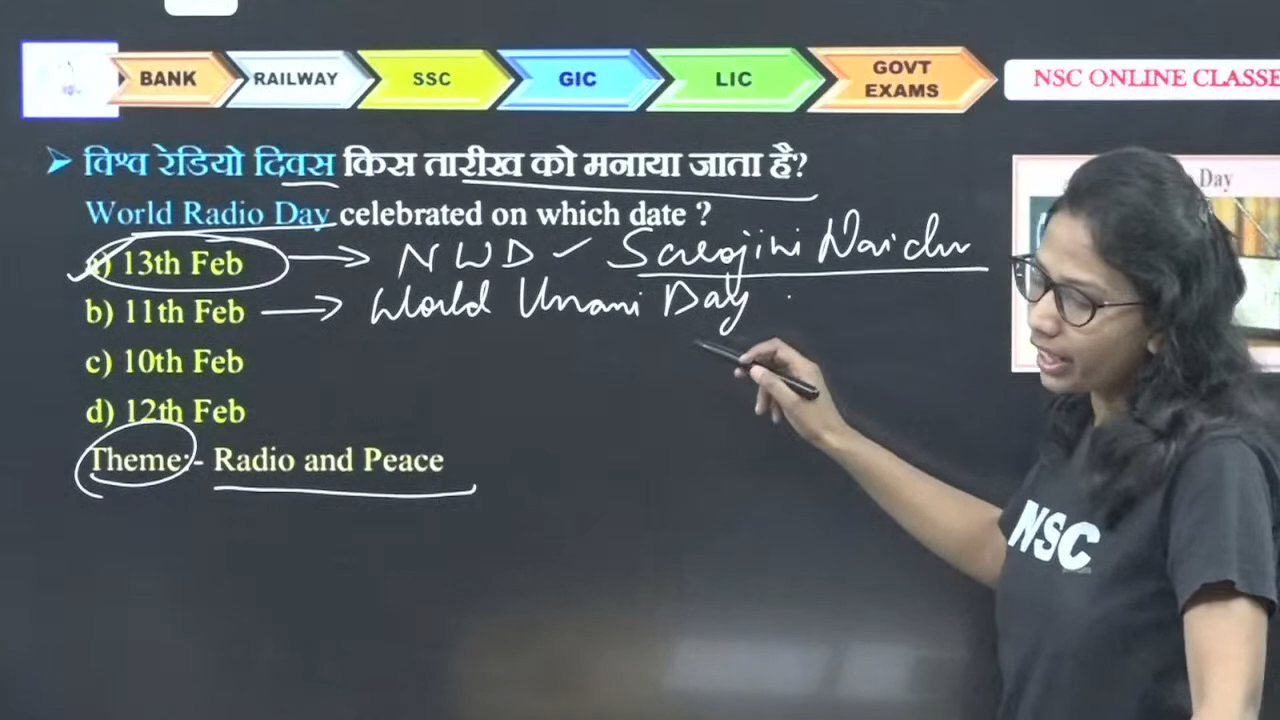 BANK RAILWAY SSC GIC LIC GOVT EXAMS
NSC ONLINE CLASSE
➤ विश्व रेडियो दिवस किस तारीख को मनाया जाता है?
World Radio Day celebrated on which date ?
a) 13th Feb → NWD - Sarojini Naidu
b) 11th Feb → World Unani Day .
c) 10th Feb
d) 12th Feb
Theme:- Radio and Peace
Day
NSC